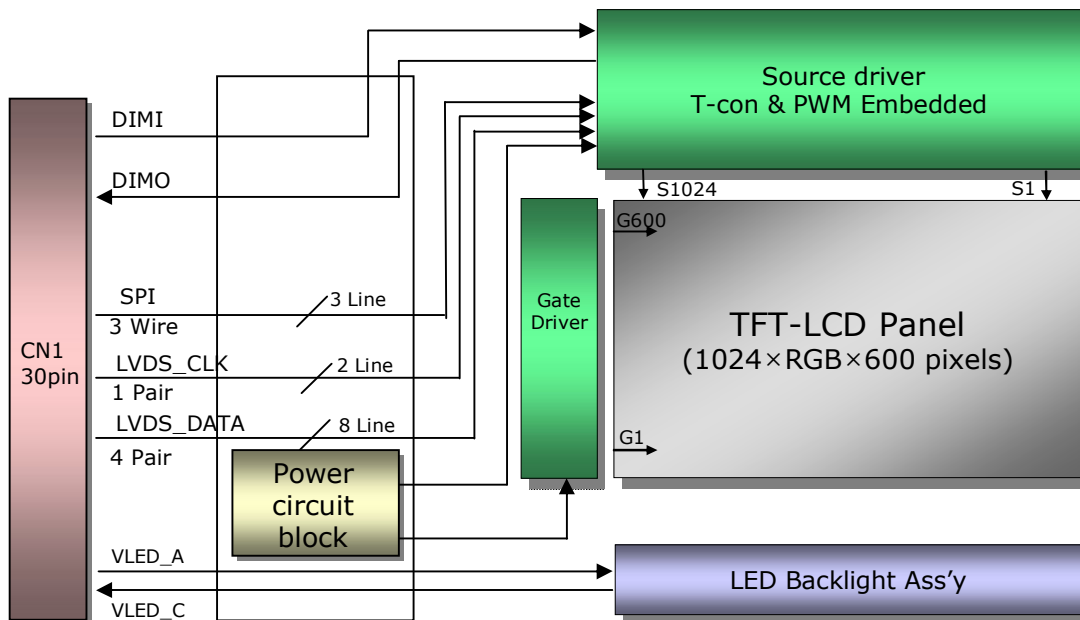 Source driver
T-con & PWM Embedded
DIMI
DIMO
S1024
S1
G600
SPI
3 Line
3 Wire
Gate
Driver
TFT-LCD Panel
(1024×RGB×600 pixels)
CN1
30pin
LVDS_CLK
2 Line
1 Pair
LVDS_DATA
8 Line
4 Pair
G1
Power
circuit
block
VLED_A
LED Backlight Ass'y
VLED_C